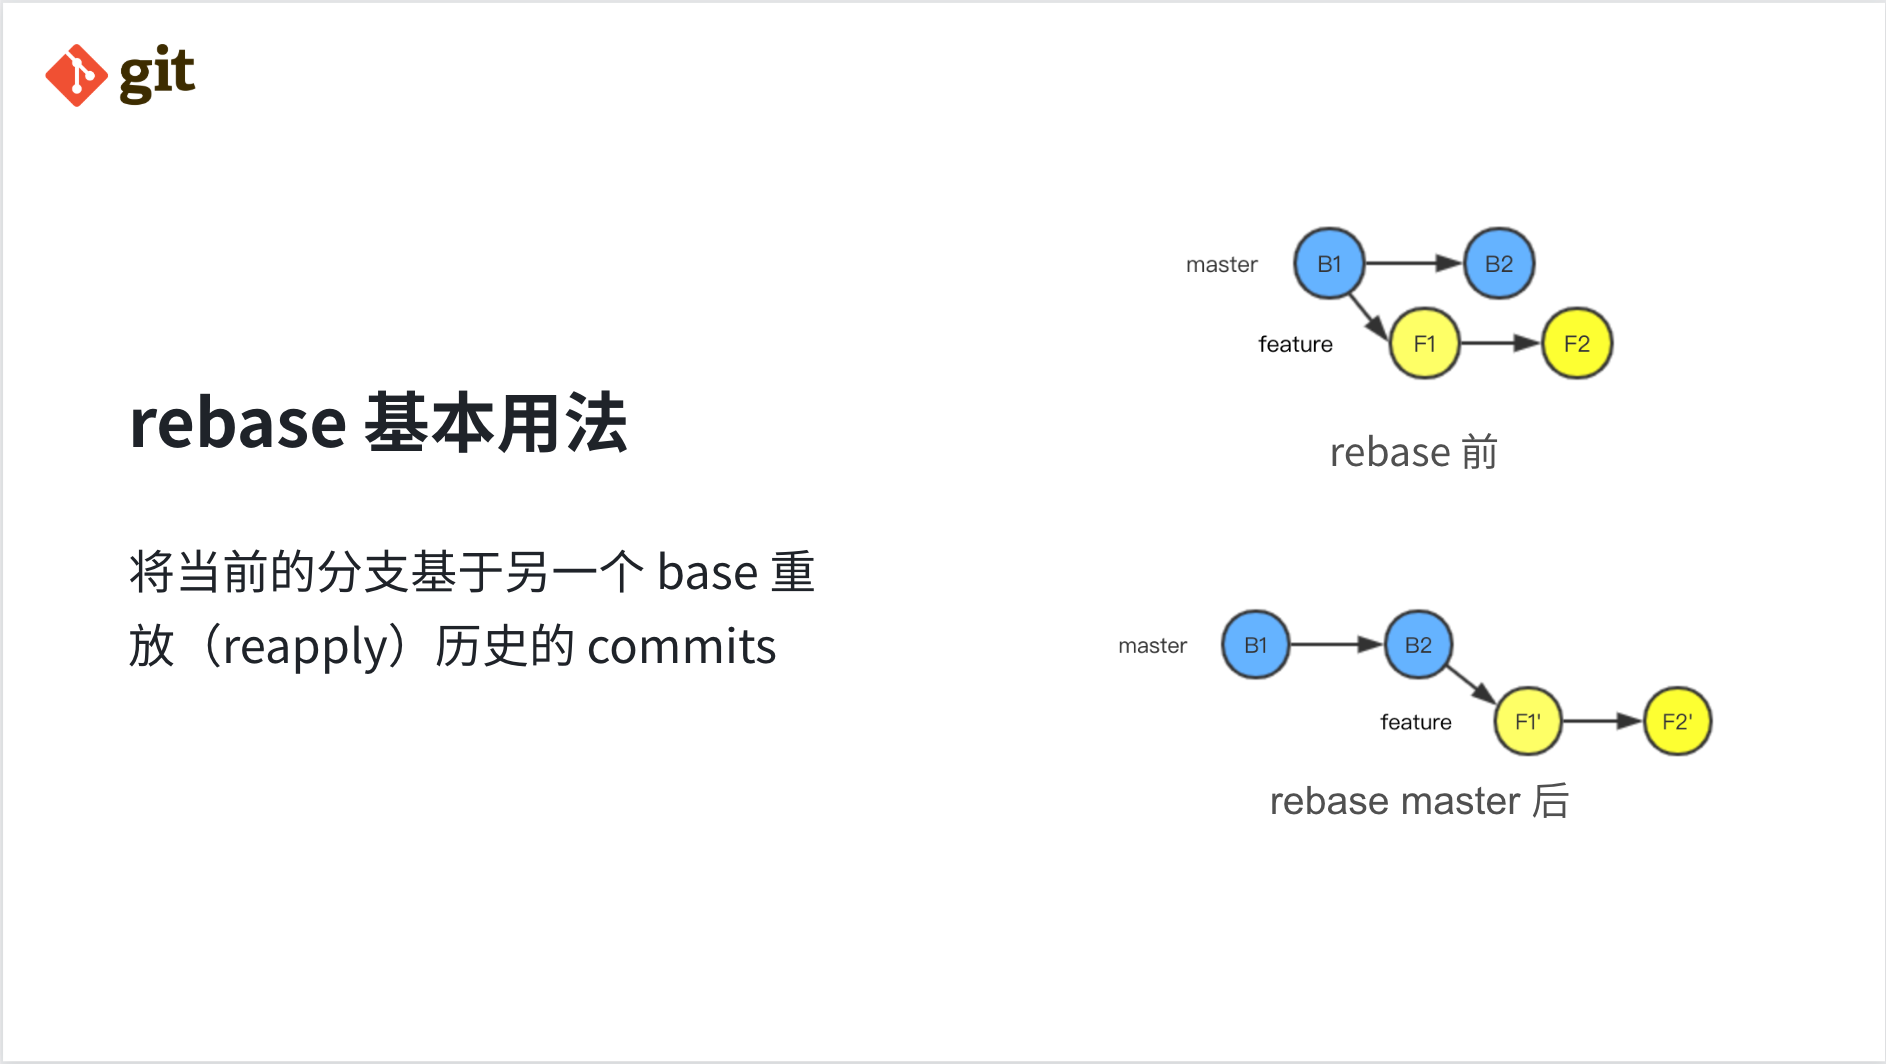 git
rebase 基本用法
将当前的分支基于另一个 base 重
放（reapply）历史的 commits
master B1 B2
feature F1 F2
rebase 前
master B1 B2
feature F1' F2'
rebase master 后